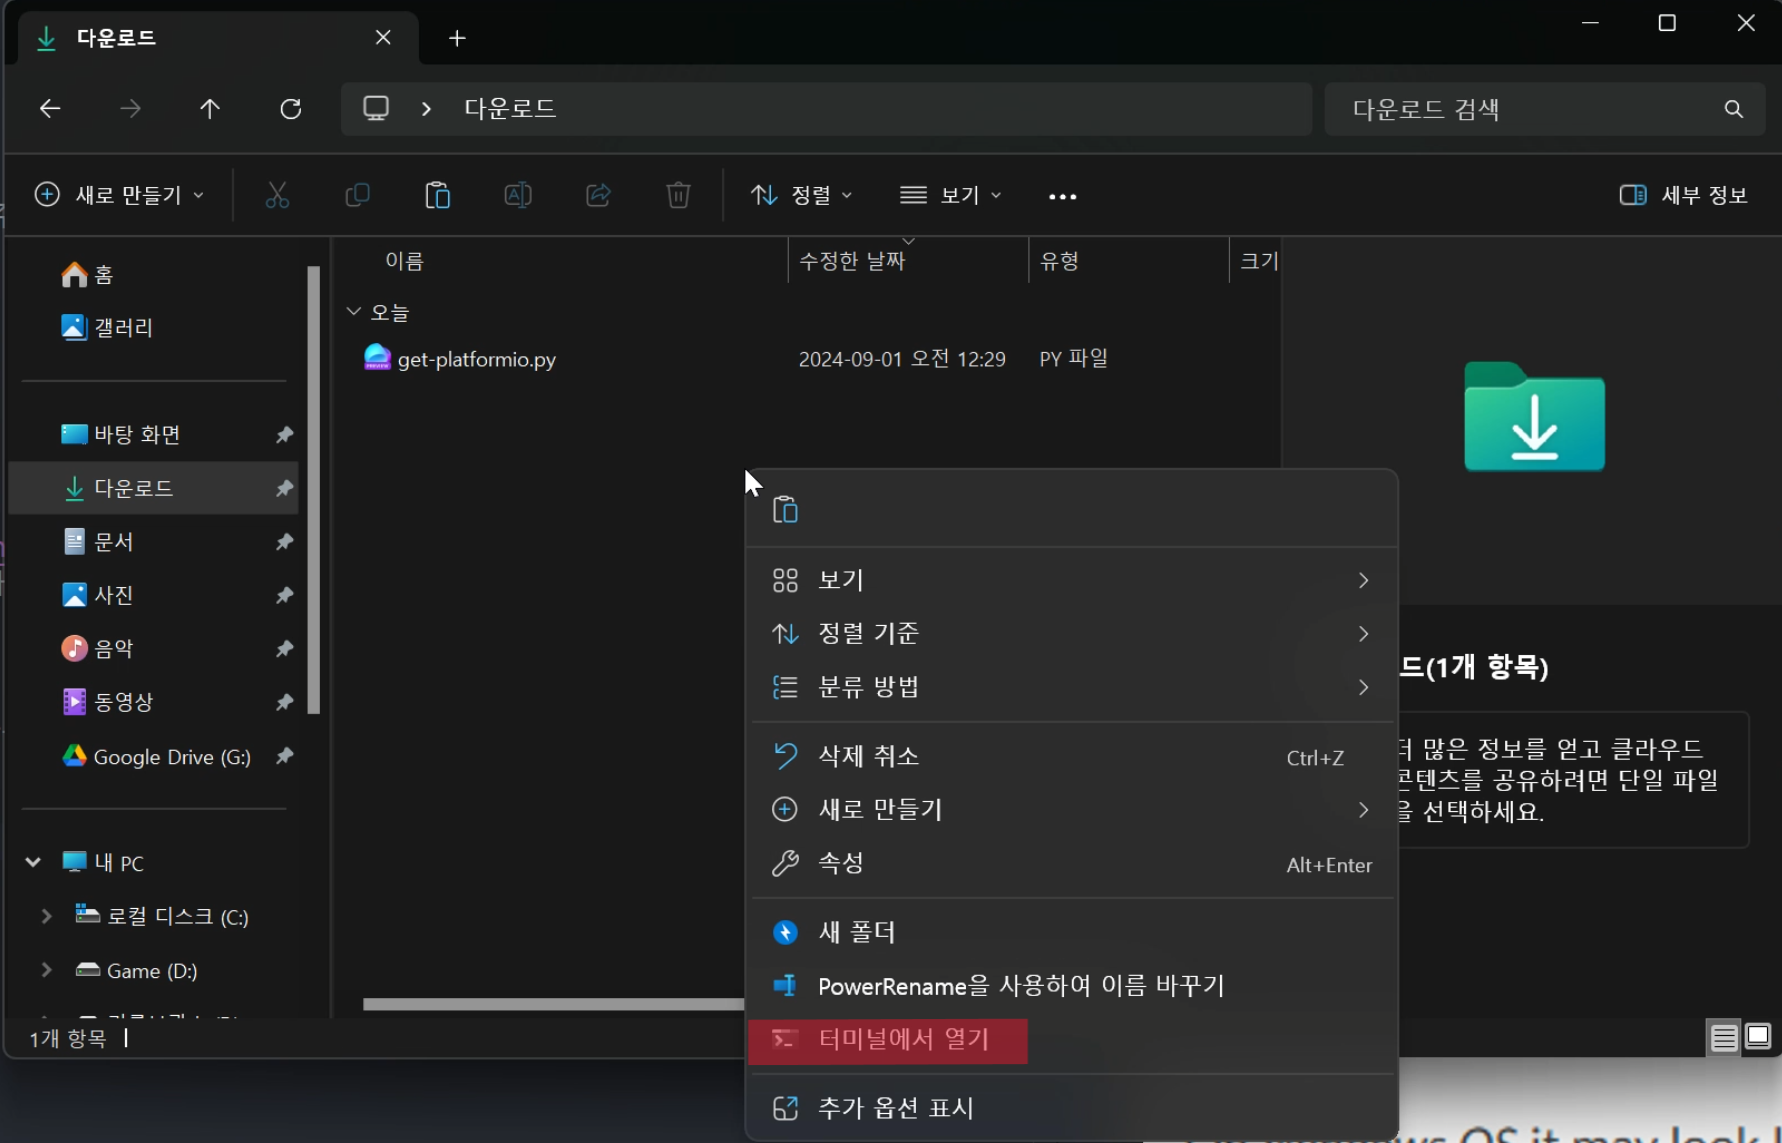 다운로드
다운로드
다운로드 검색
새로 만들기
정렬
보기
세부 정보
홈
갤러리
바탕 화면
다운로드
문서
사진
음악
동영상
Google Drive (G:)
내 PC
로컬 디스크 (C:)
Game (D:)
이름 수정한 날짜 유형 크기
오늘
get-platformio.py 2024-09-01 오전 12:29 PY 파일
보기
정렬 기준
분류 방법
삭제 취소 Ctrl+Z
새로 만들기
속성 Alt+Enter
새 폴더
PowerRename을 사용하여 이름 바꾸기
터미널에서 열기
추가 옵션 표시
드(1개 항목)
더 많은 정보를 얻고 클라우드
콘텐츠를 공유하려면 단일 파일
을 선택하세요.
1개 항목
OS it may look